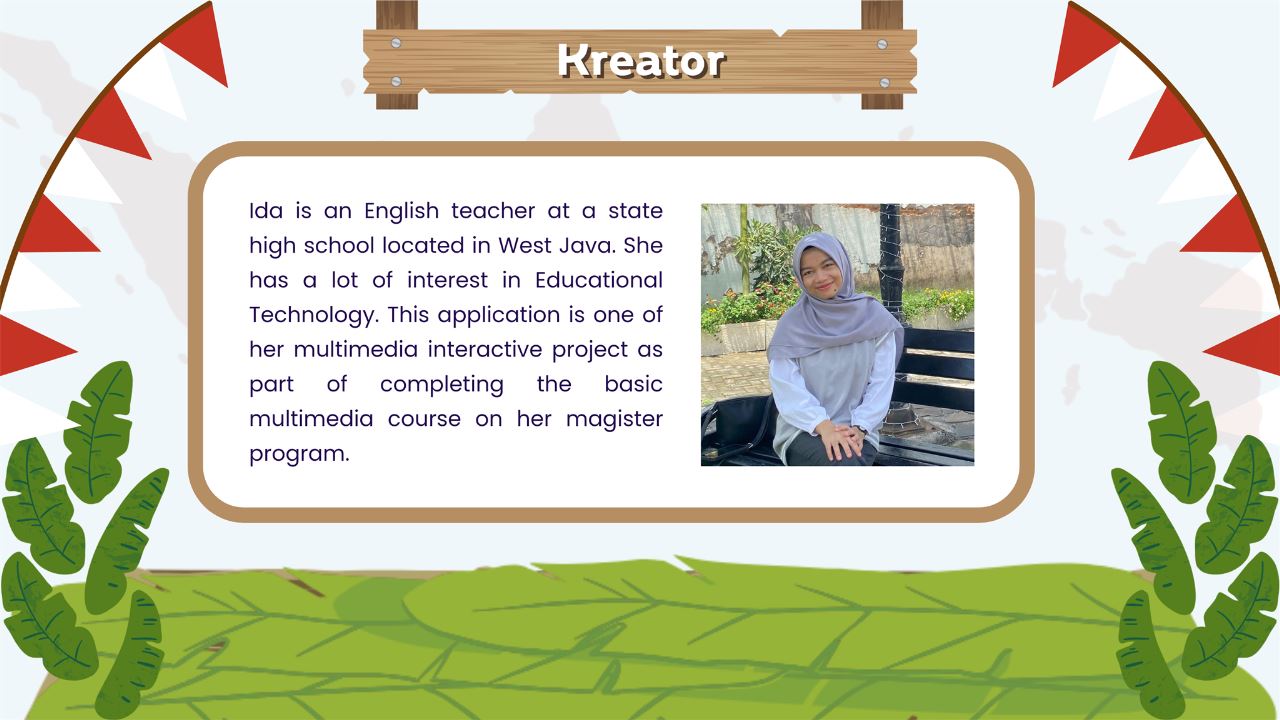 Kreator
Ida is an English teacher at a state
high school located in West Java. She
has a lot of interest in Educational
Technology. This application is one of
her multimedia interactive project as
part of completing the basic
multimedia course on her magister
program.